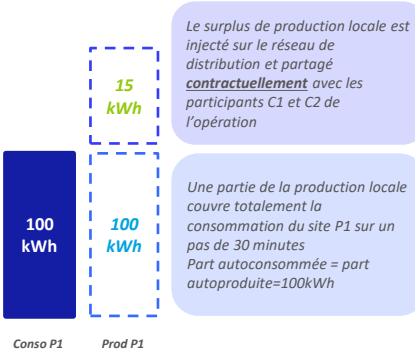 Le surplus de production locale est
injecté sur le réseau de
distribution et partagé
contractuellement avec les
participants C1 et C2 de
l'opération
15
kWh
100
kWh
100
kWh
Une partie de la production locale
couvre totalement la
consommation du site P1 sur un
pas de 30 minutes
Part autoconsommée = part
autoproduite=100kWh
Conso P1
Prod P1